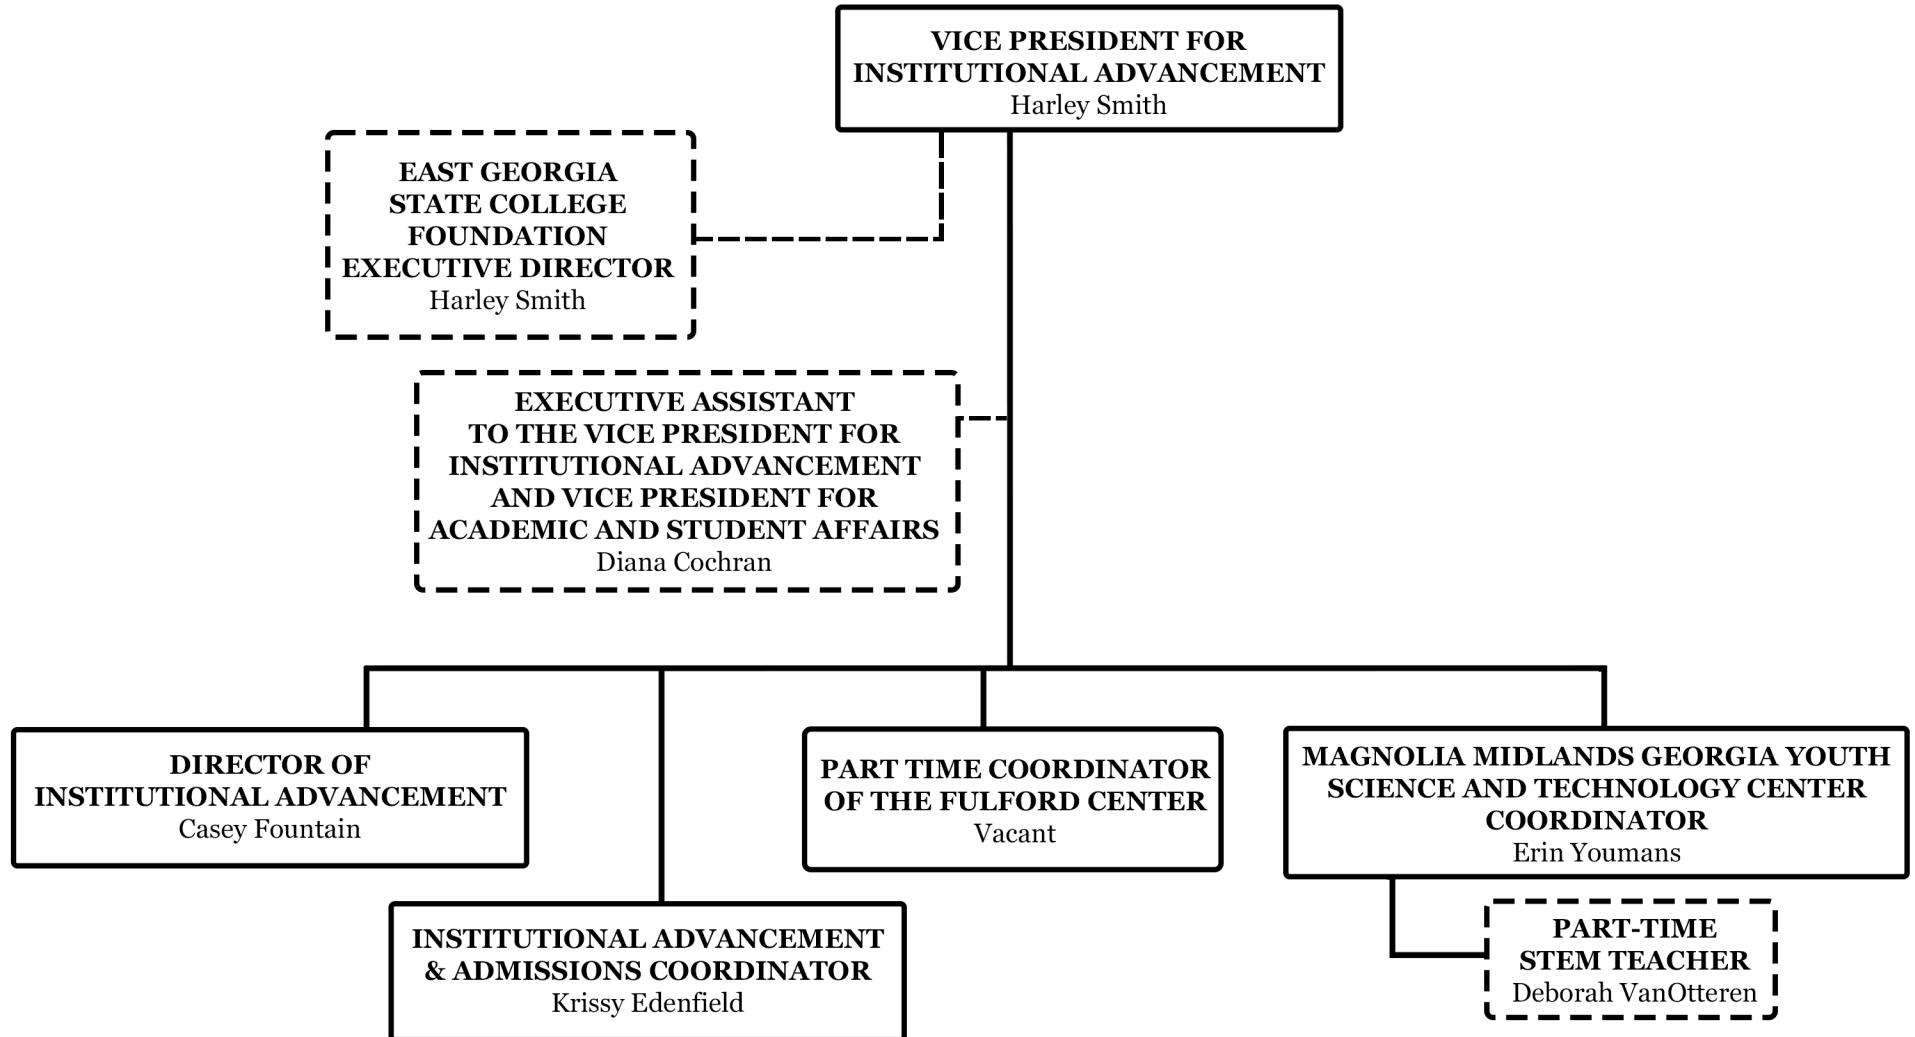 VICE PRESIDENT FOR
INSTITUTIONAL ADVANCEMENT
Harley Smith
EAST GEORGIA
STATE COLLEGE
FOUNDATION
EXECUTIVE DIRECTOR
Harley Smith
EXECUTIVE ASSISTANT
TO THE VICE PRESIDENT FOR
INSTITUTIONAL ADVANCEMENT
AND VICE PRESIDENT FOR
ACADEMIC AND STUDENT AFFAIRS
Diana Cochran
DIRECTOR OF
INSTITUTIONAL ADVANCEMENT
Casey Fountain
INSTITUTIONAL ADVANCEMENT
& ADMISSIONS COORDINATOR
Krissy Edenfield
PART TIME COORDINATOR
OF THE FULFORD CENTER
Vacant
MAGNOLIA MIDLANDS GEORGIA YOUTH
SCIENCE AND TECHNOLOGY CENTER
COORDINATOR
Erin Youmans
PART-TIME
STEM TEACHER
Deborah VanOtteren